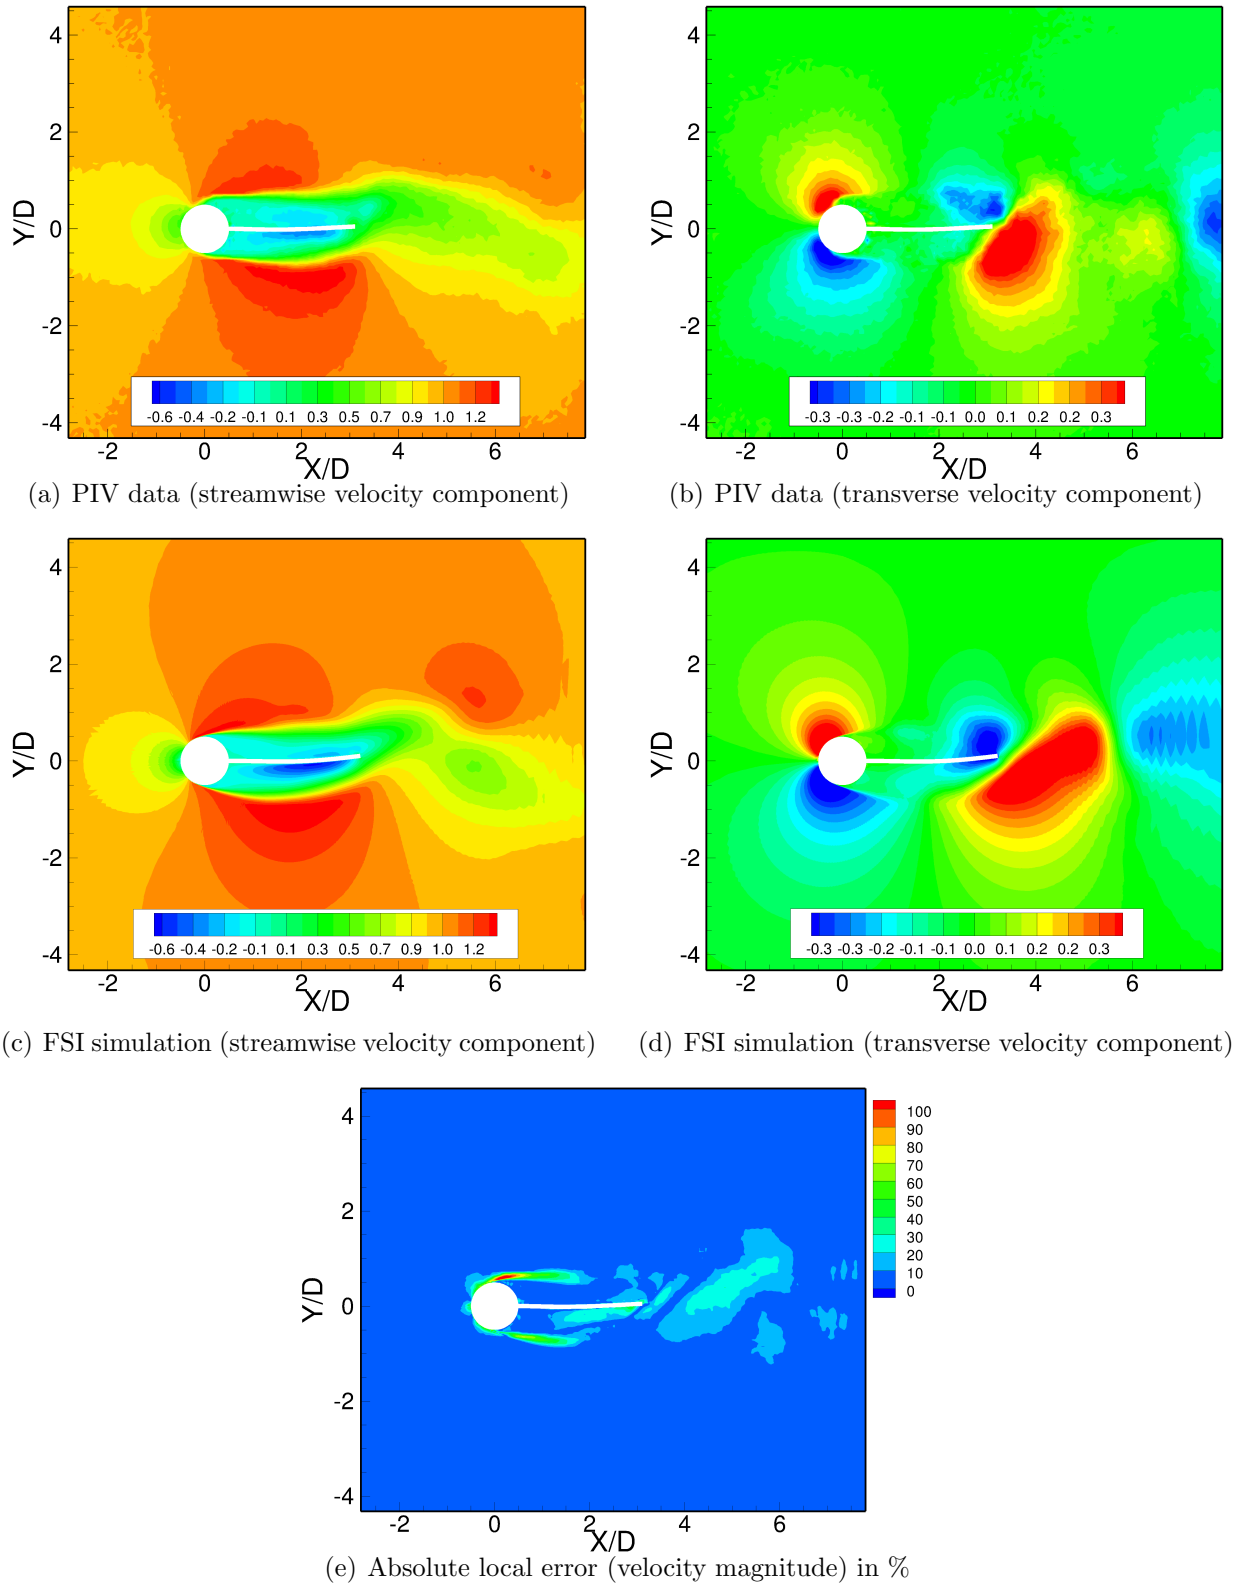 4
2
0
-2
-4
Y/D
-0.6 -0.4 -0.2 -0.1 0.1 0.3 0.5 0.7 0.9 1.0 1.2
-2 0 2 4 6
X/D
(a) PIV data (streamwise velocity component)
4
2
0
-2
-4
Y/D
-0.3 -0.3 -0.2 -0.1 -0.1 0.0 0.1 0.2 0.2 0.3
-2 0 2 4 6
X/D
(b) PIV data (transverse velocity component)
4
2
0
-2
-4
Y/D
-0.6 -0.4 -0.2 -0.1 0.1 0.3 0.5 0.7 0.9 1.0 1.2
-2 0 2 4 6
X/D
(c) FSI simulation (streamwise velocity component)
4
2
0
-2
-4
Y/D
-0.3 -0.3 -0.2 -0.1 -0.1 0.0 0.1 0.2 0.2 0.3
-2 0 2 4 6
X/D
(d) FSI simulation (transverse velocity component)
4
2
0
-2
-4
Y/D
100
90
80
70
60
50
40
30
20
10
0
-2 0 2 4 6
X/D
(e) Absolute local error (velocity magnitude) in %